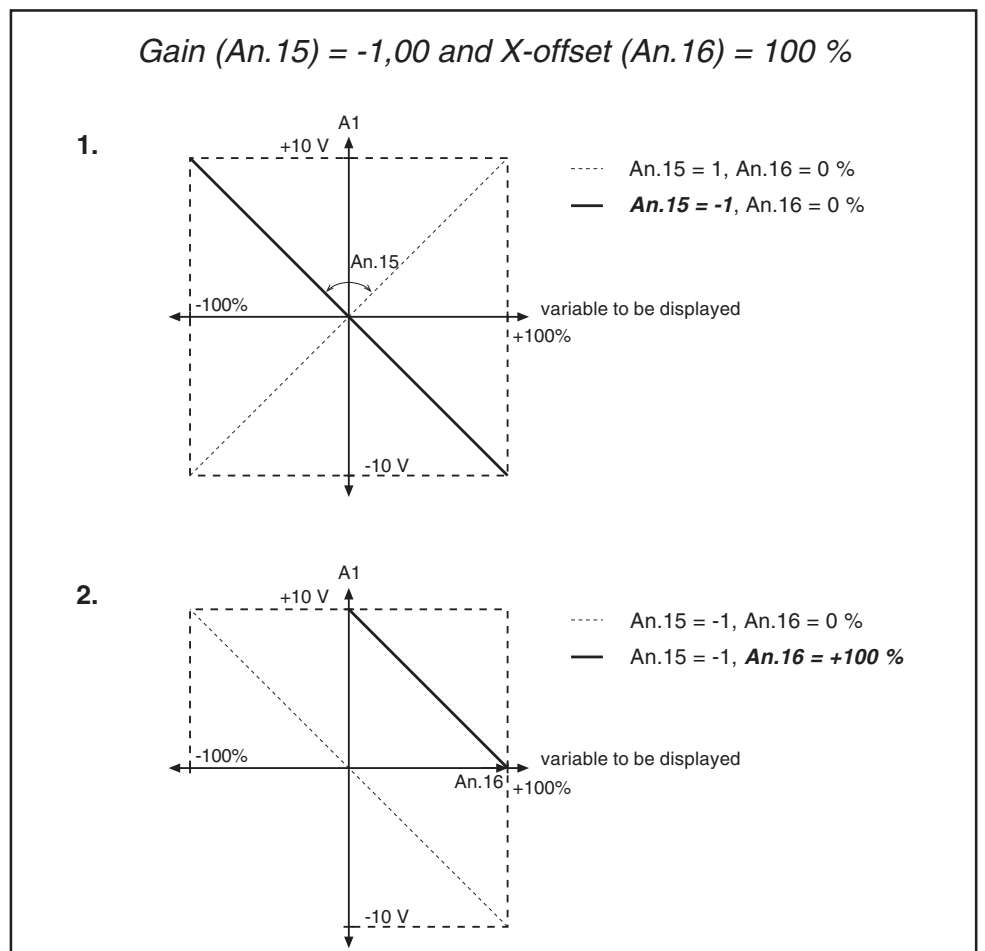 Gain (An.15) = -1,00 and X-offset (An.16) = 100 %
1.
A1
+10 V
An.15 = 1, An.16 = 0 %
An.15 = -1, An.16 = 0 %
An.15
-100%
variable to be displayed
+100%
-10 V
2.
A1
+10 V
An.15 = -1, An.16 = 0 %
An.15 = -1, An.16 = +100 %
-100%
variable to be displayed
An.16
+100%
-10 V